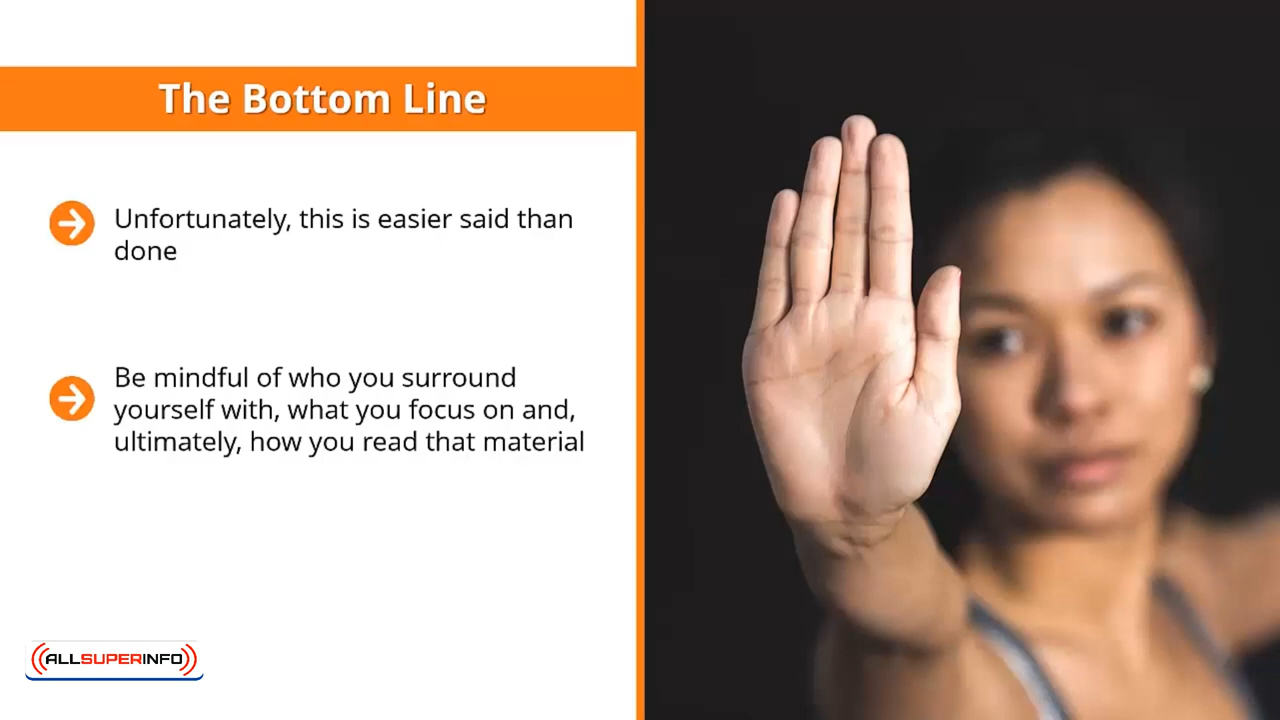 The Bottom Line
Unfortunately, this is easier said than
done
Be mindful of who you surround
yourself with, what you focus on and,
ultimately, how you read that material
ALLSUPERINFO